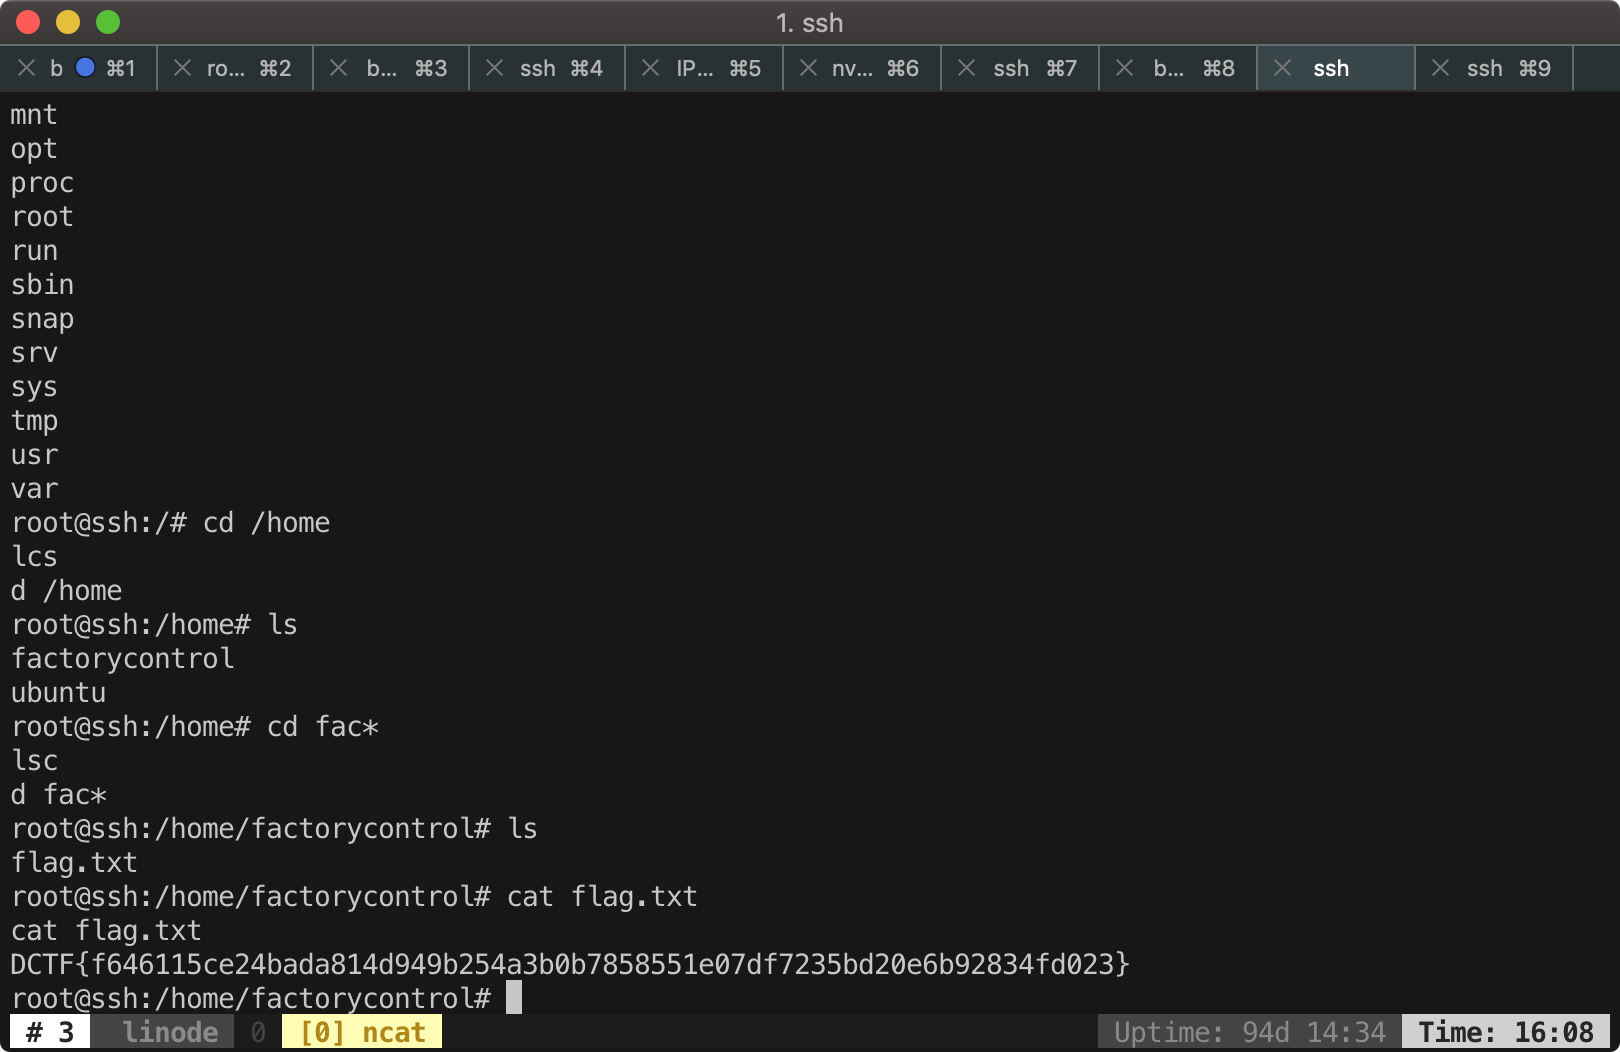 1. ssh
b ⌘1 ro... ⌘2 b... ⌘3 ssh ⌘4 IP... ⌘5 nv... ⌘6 ssh ⌘7 b... ⌘8 ssh ssh ⌘9
mnt
opt
proc
root
run
sbin
snap
srv
sys
tmp
usr
var
root@ssh:/# cd /home
lcs
d /home
root@ssh:/home# ls
factorycontrol
ubuntu
root@ssh:/home# cd fac*
lsc
d fac*
root@ssh:/home/factorycontrol# ls
flag.txt
root@ssh:/home/factorycontrol# cat flag.txt
cat flag.txt
DCTF{f646115ce24bada814d949b254a3b0b7858551e07df7235bd20e6b92834fd023}
root@ssh:/home/factorycontrol#
# 3 linode 0 [0] ncat Uptime: 94d 14:34 Time: 16:08